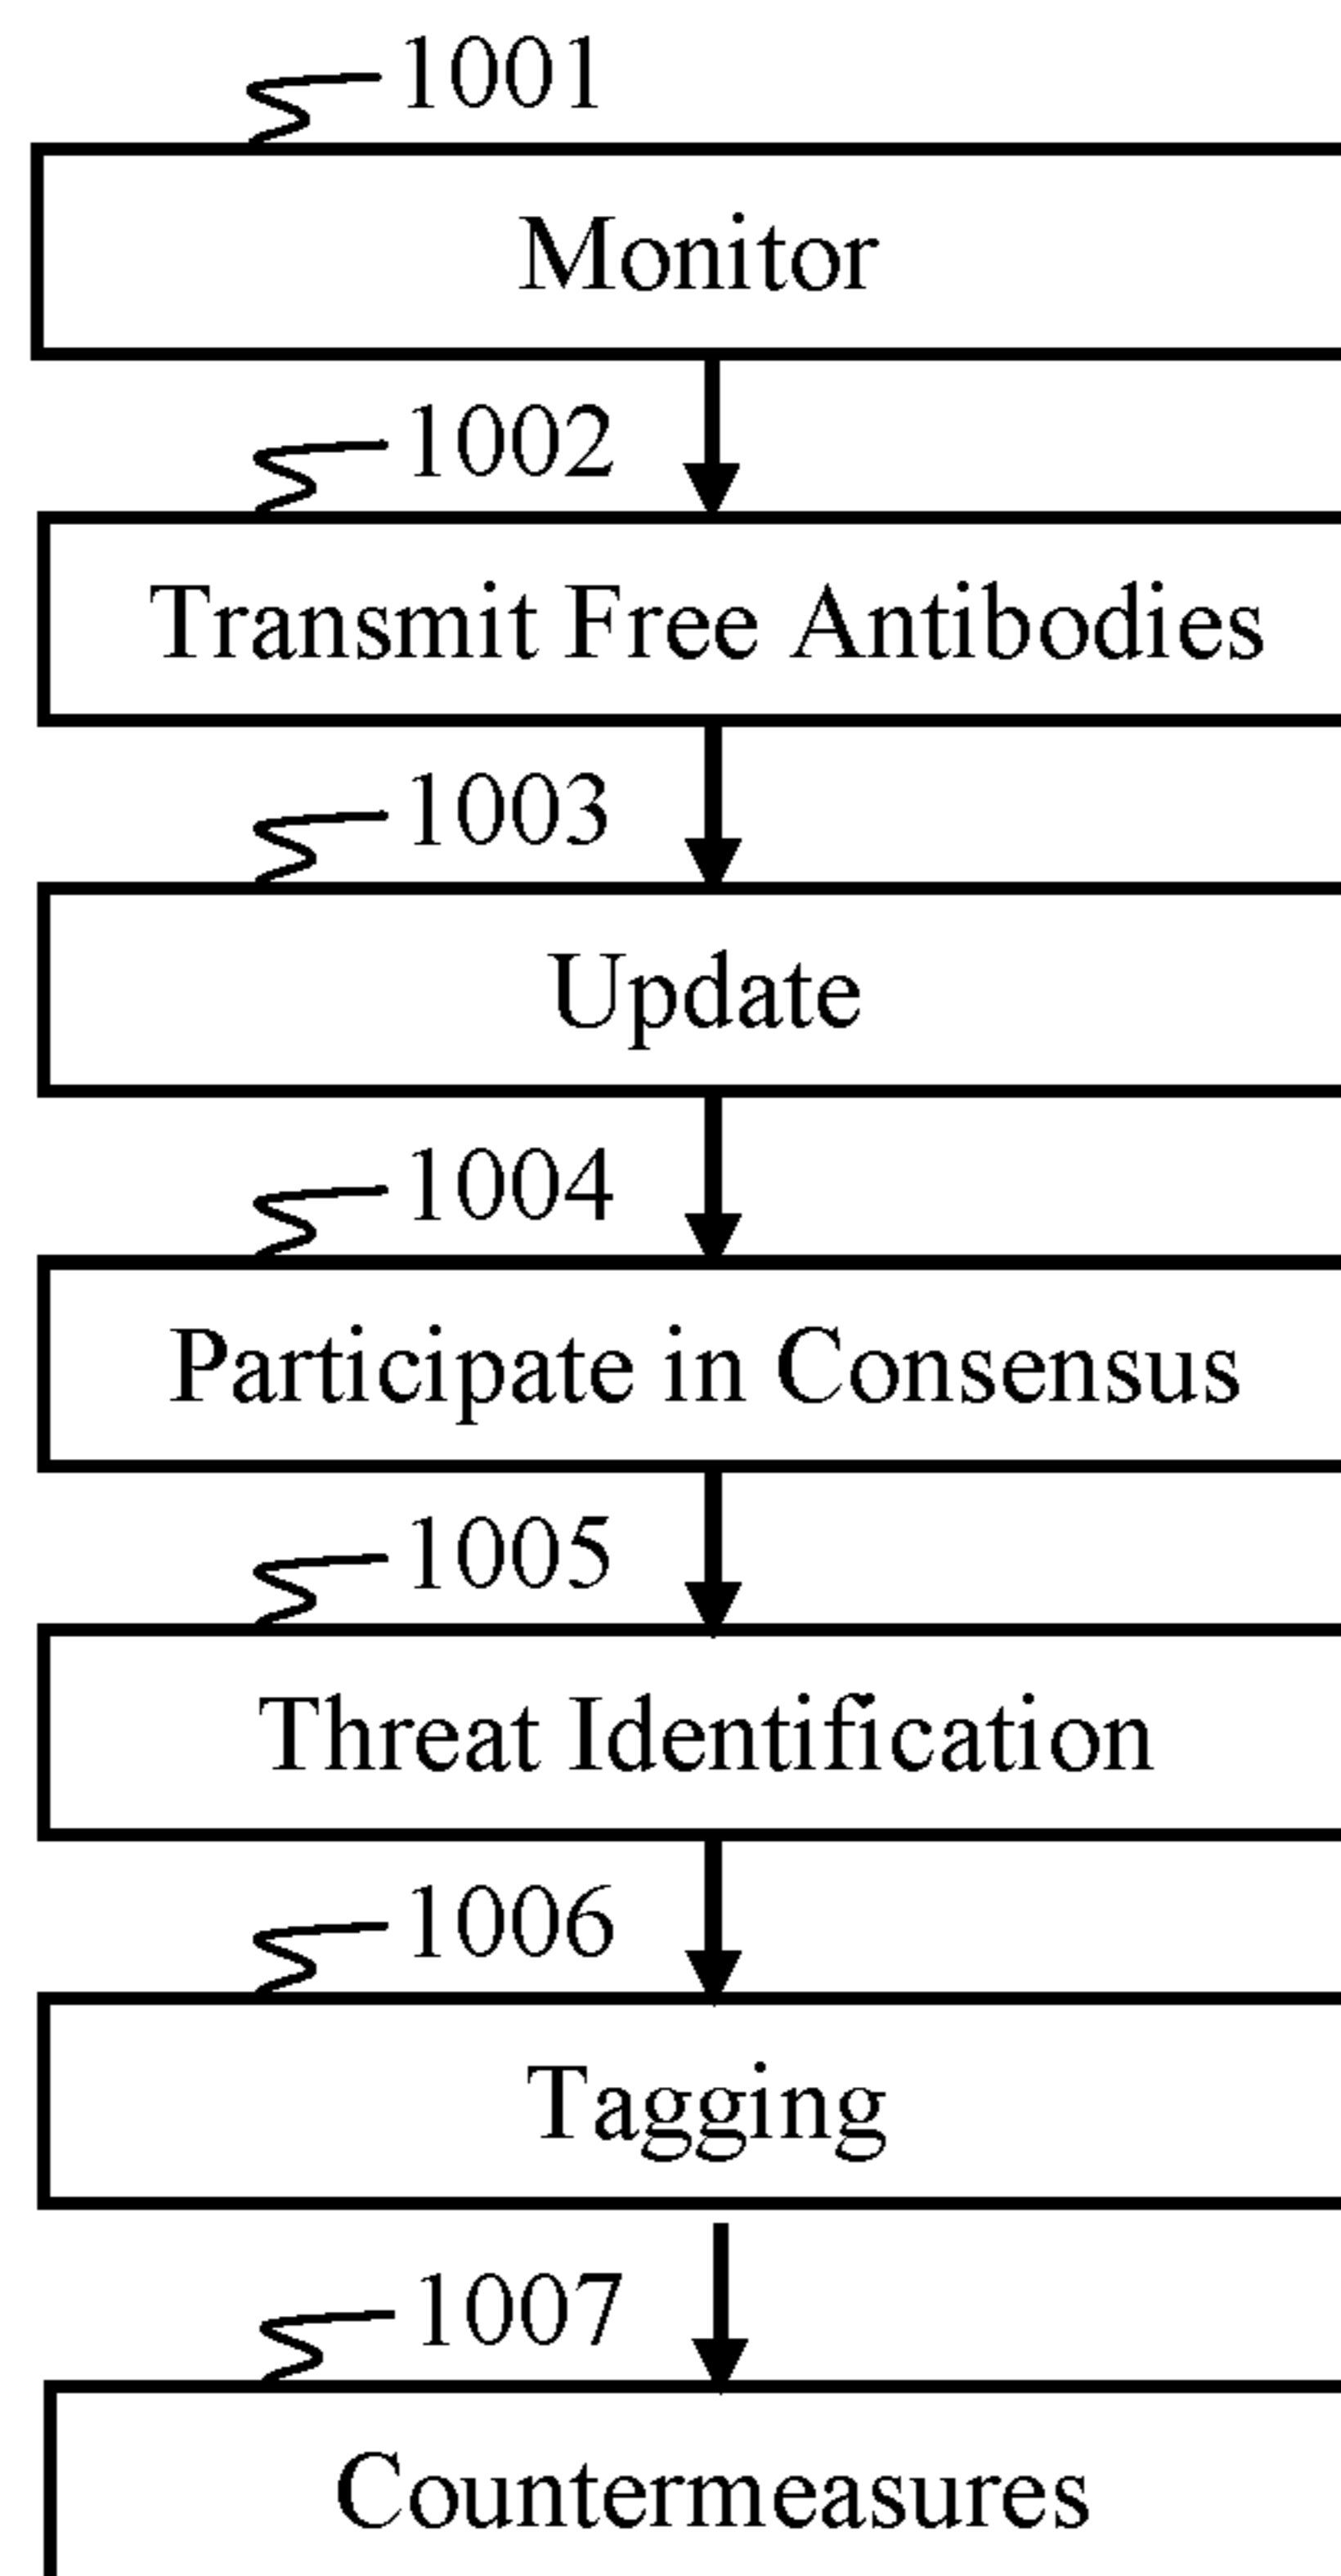 1001
Monitor
1002
Transmit Free Antibodies
1003
Update
1004
Participate in Consensus
1005
Threat Identification
1006
Tagging
1007
Countermeasures